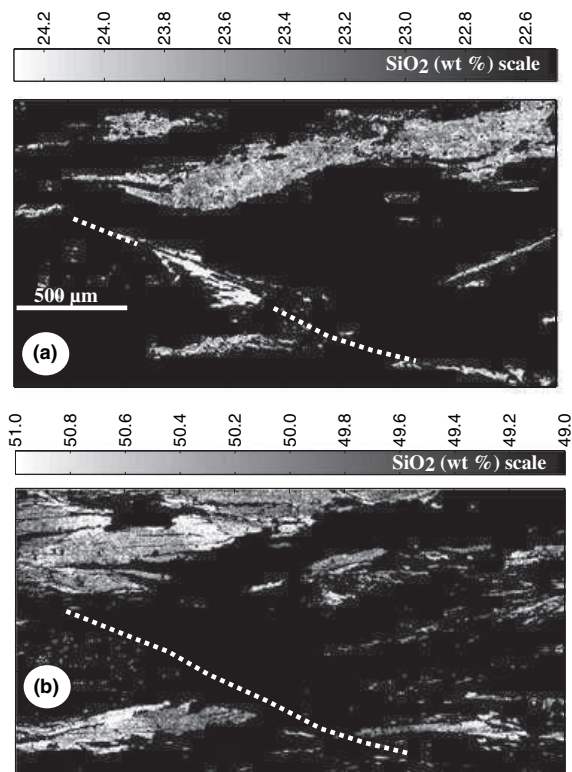 24.2 24.0 23.8 23.6 23.4 23.2 23.0 22.8 22.6
SiO2 (wt %) scale
500 µm
(a)
51.0 50.8 50.6 50.4 50.2 50.0 49.8 49.6 49.4 49.2 49.0
SiO2 (wt %) scale
(b)